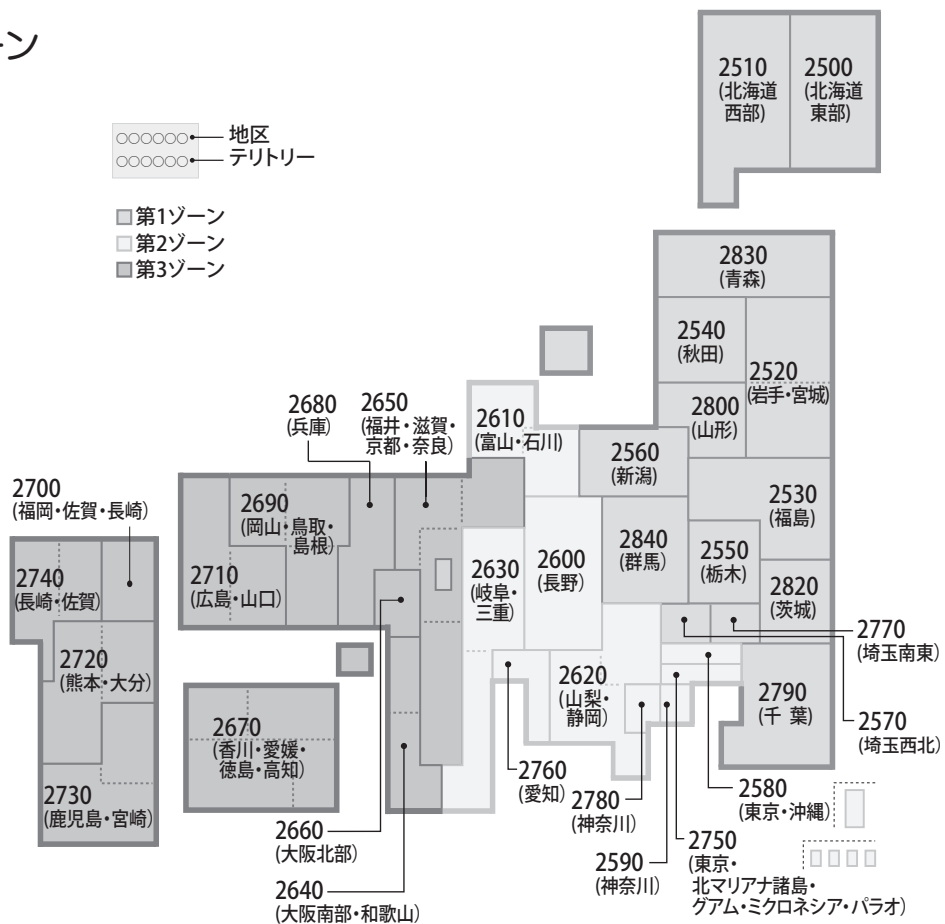 ーン
2510
(北海道
西部)
2500
(北海道
東部)
地区
テリトリー
第1ゾーン
第2ゾーン
第3ゾーン
2830
(青森)
2540
(秋田)
2520
(岩手・宮城)
2800
(山形)
2680
(兵庫)
2650
(福井・滋賀・
京都・奈良)
2610
(富山・石川)
2560
(新潟)
2530
(福島)
2700
(福岡・佐賀・長崎)
2690
(岡山・鳥取・
島根)
2840
(群馬)
2550
(栃木)
2740
(長崎・佐賀)
2710
(広島・山口)
2630
(岐阜・
三重)
2600
(長野)
2820
(茨城)
2770
(埼玉南東)
2720
(熊本・大分)
2620
(山梨・
静岡)
2790
(千 葉)
2570
(埼玉西北)
2670
(香川・愛媛・
徳島・高知)
2760
(愛知)
2780
(神奈川)
2580
(東京・沖縄)
2730
(鹿児島・宮崎)
2660
(大阪北部)
2590
(神奈川)
2750
(東京・
北マリアナ諸島・
グアム・ミクロネシア・パラオ)
2640
(大阪南部・和歌山)